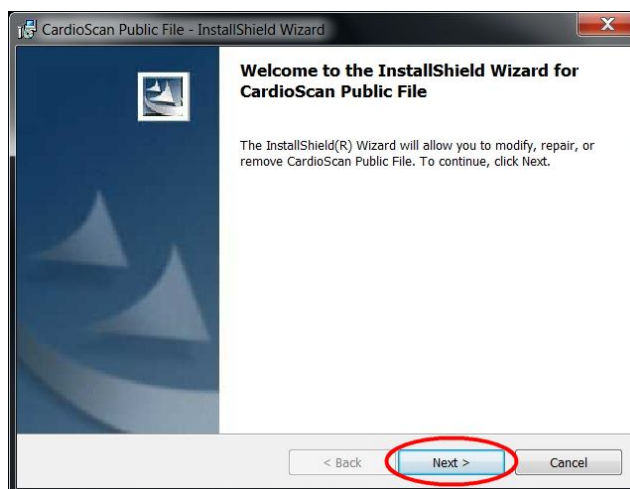 CardioScan Public File - InstallShield Wizard
Welcome to the InstallShield Wizard for
CardioScan Public File
The InstallShield(R) Wizard will allow you to modify, repair, or
remove CardioScan Public File. To continue, click Next.
< Back Next > Cancel